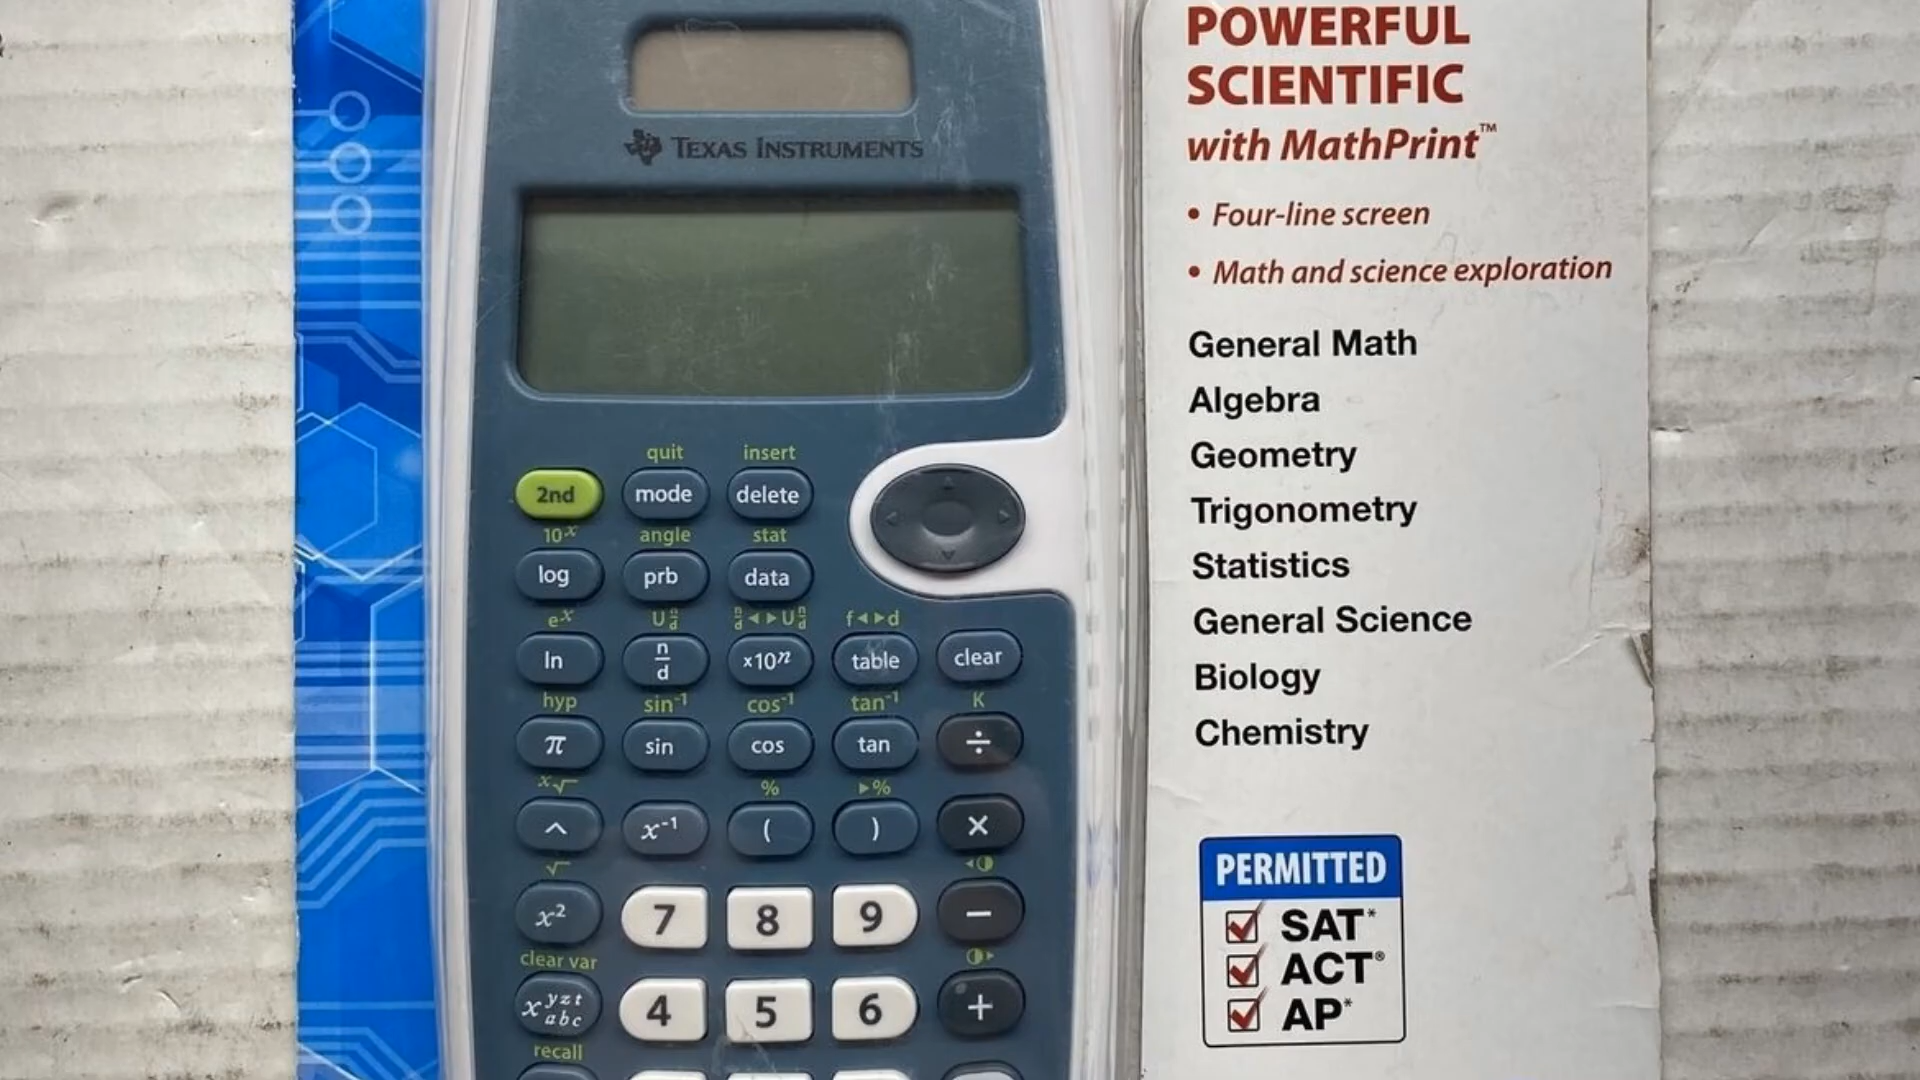 TEXAS INSTRUMENTS
quit insert
2nd mode delete
10ˣ angle stat
log prb data
eˣ U n/d n/d ◄► U n/d f◄►d
ln n/d ×10ⁿ table clear
hyp sin⁻¹ cos⁻¹ tan⁻¹ K
π sin cos tan ÷
ˣ√ % ►%
^ x⁻¹ ( ) ×
√
x² 7 8 9 −
clear var
x yzt abc 4 5 6 +
recall
POWERFUL
SCIENTIFIC
with MathPrint™
• Four-line screen
• Math and science exploration
General Math
Algebra
Geometry
Trigonometry
Statistics
General Science
Biology
Chemistry
PERMITTED
SAT*
ACT®
AP*